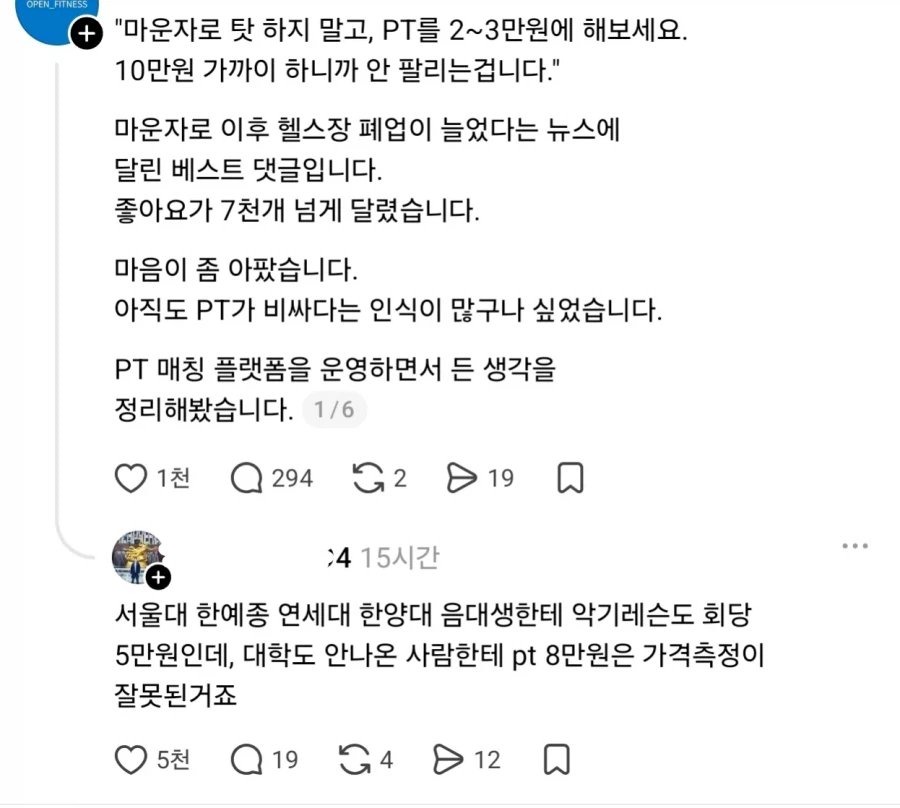 OPEN_FITNESS
"마운자로 탓 하지 말고, PT를 2~3만원에 해보세요.
10만원 가까이 하니까 안 팔리는겁니다."
마운자로 이후 헬스장 폐업이 늘었다는 뉴스에
달린 베스트 댓글입니다.
좋아요가 7천개 넘게 달렸습니다.
마음이 좀 아팠습니다.
아직도 PT가 비싸다는 인식이 많구나 싶었습니다.
PT 매칭 플랫폼을 운영하면서 든 생각을
정리해봤습니다. 1/6
1천 294 2 19
4 15시간
서울대 한예종 연세대 한양대 음대생한테 악기레슨도 회당
5만원인데, 대학도 안나온 사람한테 pt 8만원은 가격측정이
잘못된거죠
5천 19 4 12